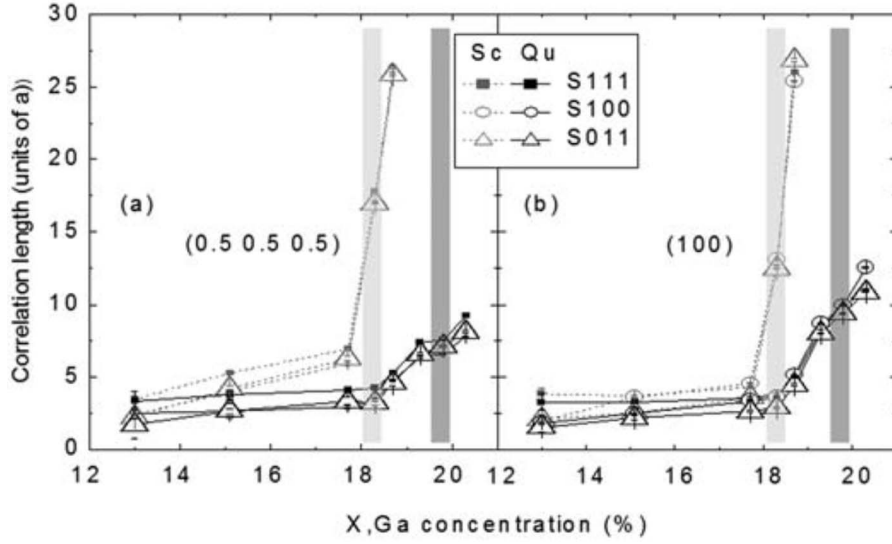 30
25
20
15
10
5
0
Correlation length (units of a))
Sc Qu
S111
S100
S011
(a)
(b)
(0.5 0.5 0.5)
(100)
12 14 16 18 20 12 14 16 18 20
X,Ga concentration (%)